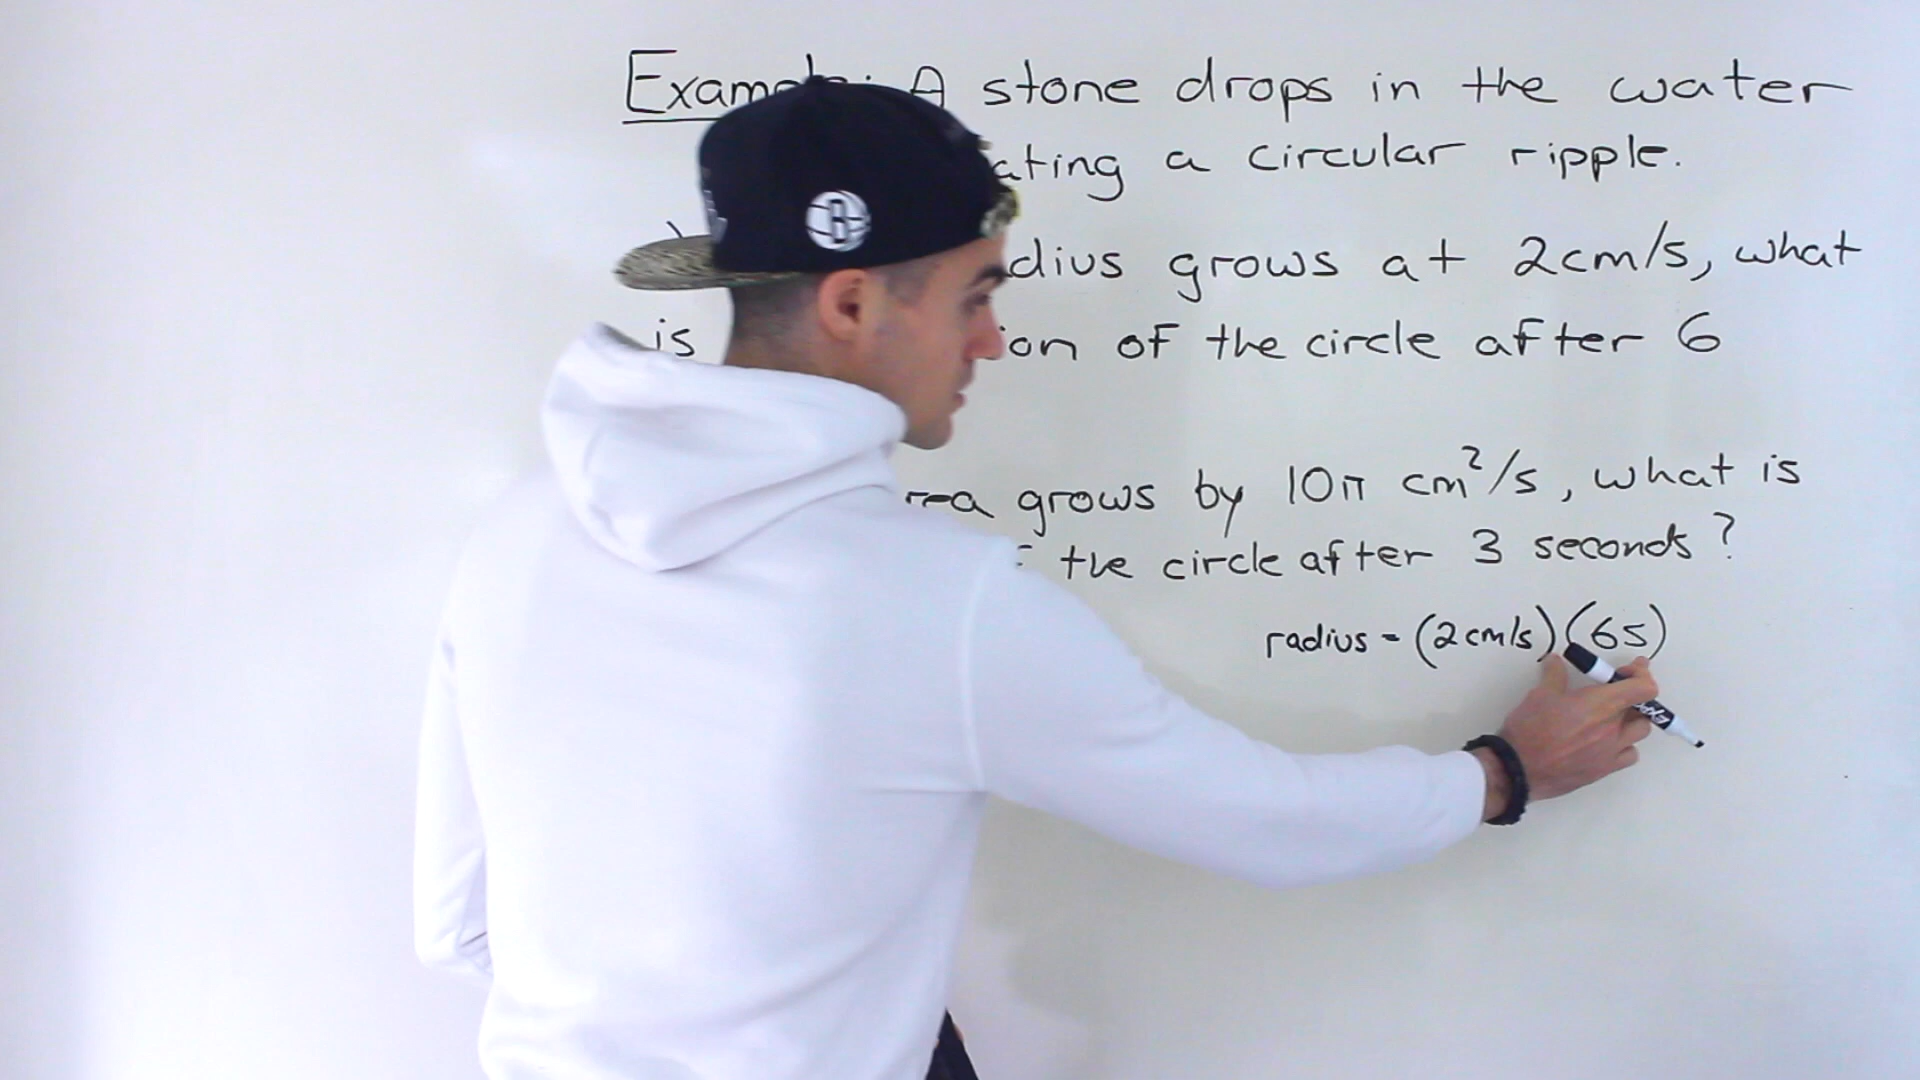 Example: A stone drops in the water
ating a circular ripple.
dius grows at 2cm/s, what
is ion of the circle after 6
rea grows by 10π cm²/s, what is
the circle after 3 seconds?
radius = (2cm/s)(6s)
B